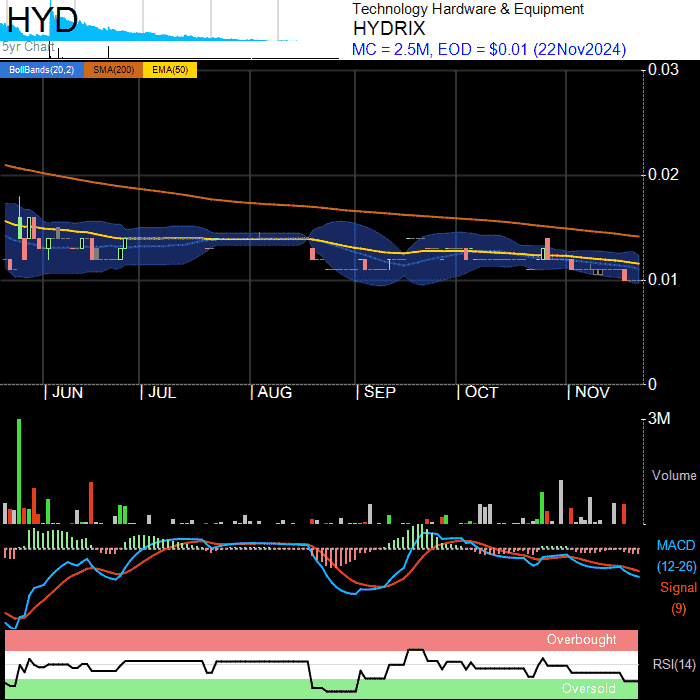 HYD
5yr Chart
Technology Hardware & Equipment
HYDRIX
MC = 2.5M, EOD = $0.01 (22Nov2024)
BollBands(20,2) SMA(200) EMA(50)
0.03
0.02
0.01
0
JUN JUL AUG SEP OCT NOV
3M
Volume
MACD
(12-26)
Signal
(9)
Overbought
RSI(14)
Oversold